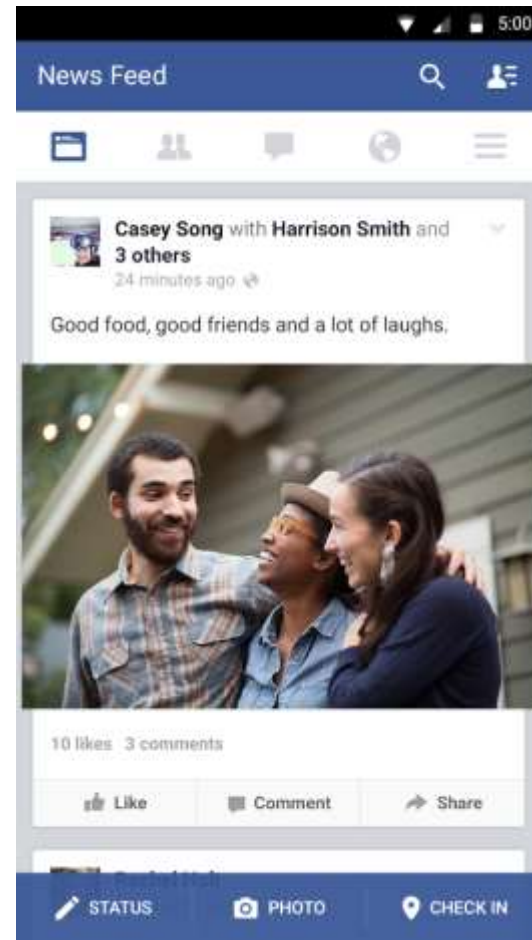 5:00
News Feed
Casey Song with Harrison Smith and
3 others
24 minutes ago
Good food, good friends and a lot of laughs.
10 likes 3 comments
Like Comment Share
STATUS PHOTO CHECK IN